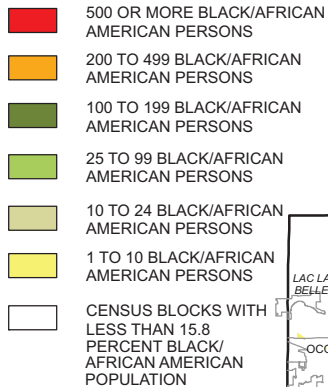 500 OR MORE BLACK/AFRICAN
AMERICAN PERSONS
200 TO 499 BLACK/AFRICAN
AMERICAN PERSONS
100 TO 199 BLACK/AFRICAN
AMERICAN PERSONS
25 TO 99 BLACK/AFRICAN
AMERICAN PERSONS
10 TO 24 BLACK/AFRICAN
AMERICAN PERSONS
1 TO 10 BLACK/AFRICAN
AMERICAN PERSONS
CENSUS BLOCKS WITH
LESS THAN 15.8
PERCENT BLACK/
AFRICAN AMERICAN
POPULATION
LAC LA
BELLE